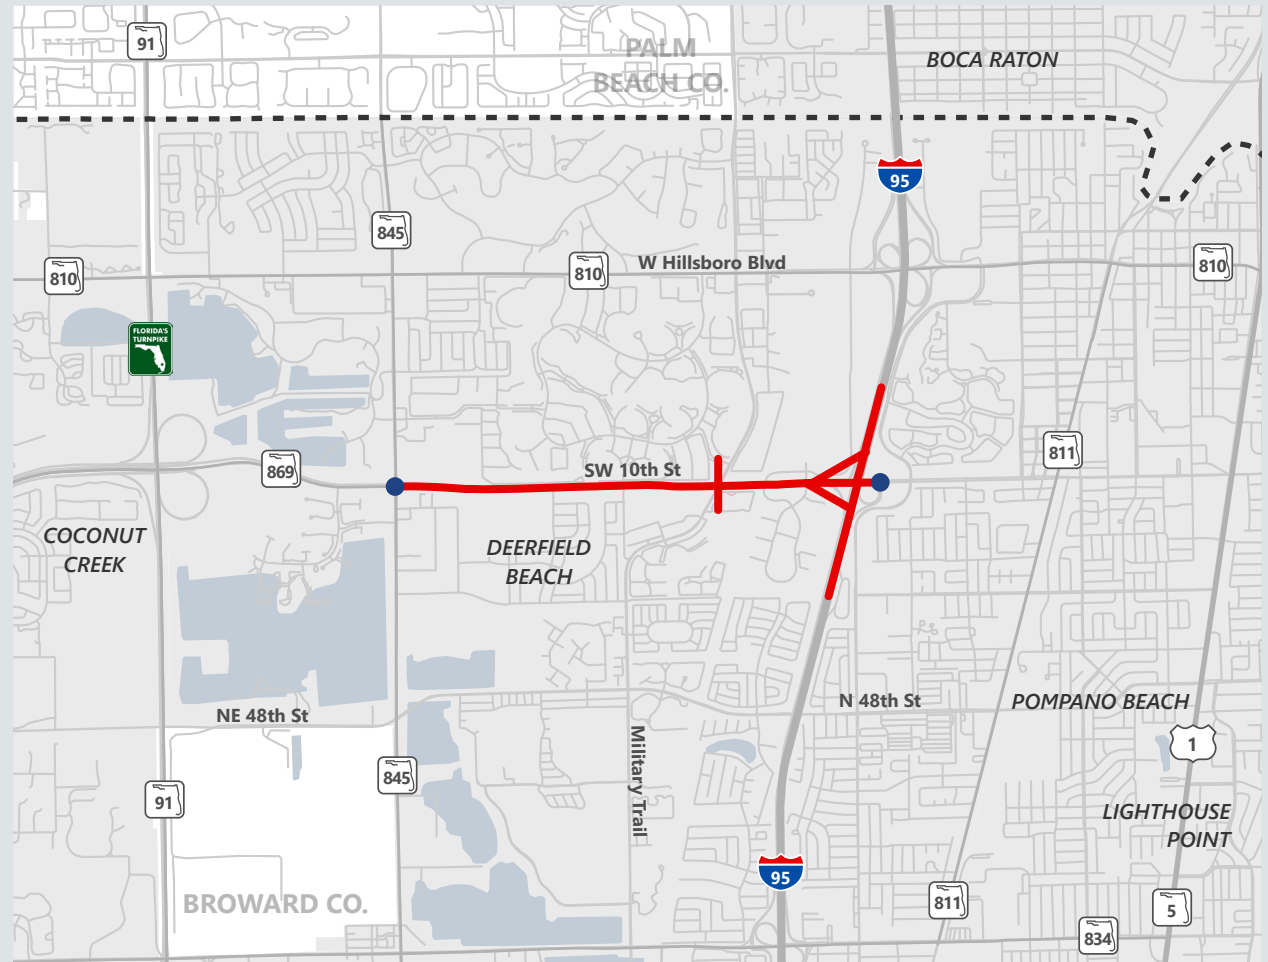 91
PALM
BEACH CO.
BOCA RATON
95
845
810
810
W Hillsboro Blvd
810
FLORIDA'S
TURNPIKE
869
SW 10th St
811
COCONUT
CREEK
DEERFIELD
BEACH
NE 48th St
N 48th St
POMPANO BEACH
1
Military Trail
845
91
LIGHTHOUSE
POINT
95
BROWARD CO.
811
5
834